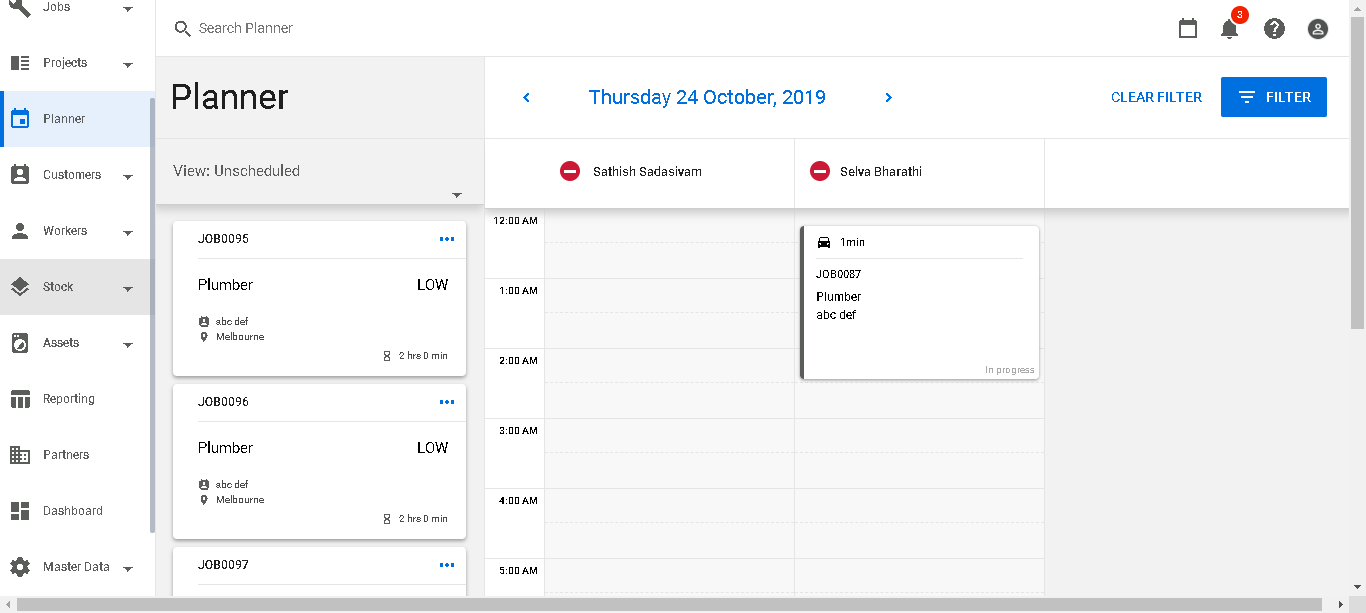 Jobs
Projects
Planner
Customers
Workers
Stock
Assets
Reporting
Partners
Dashboard
Master Data
Search Planner
3
Planner
Thursday 24 October, 2019
CLEAR FILTER
FILTER
View: Unscheduled
Sathish Sadasivam
Selva Bharathi
JOB0095
Plumber LOW
abc def
Melbourne
2 hrs 0 min
JOB0096
Plumber LOW
abc def
Melbourne
2 hrs 0 min
JOB0097
12:00 AM
1:00 AM
2:00 AM
3:00 AM
4:00 AM
5:00 AM
1min
JOB0087
Plumber
abc def
In progress